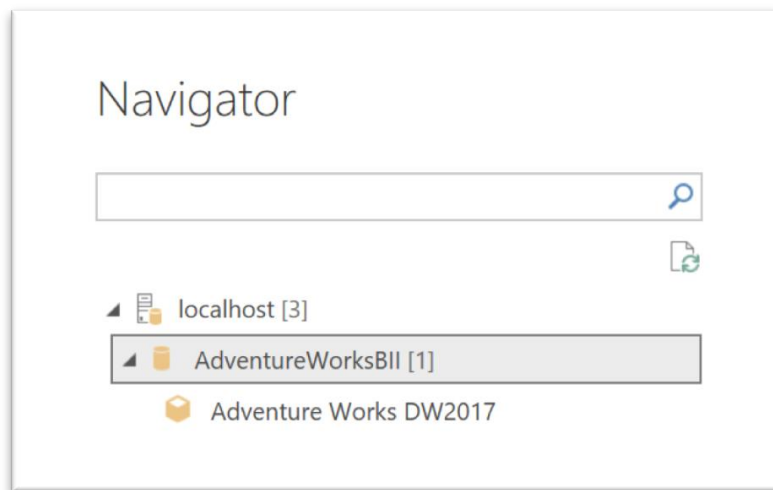 Navigator
localhost [3]
AdventureWorksBII [1]
Adventure Works DW2017